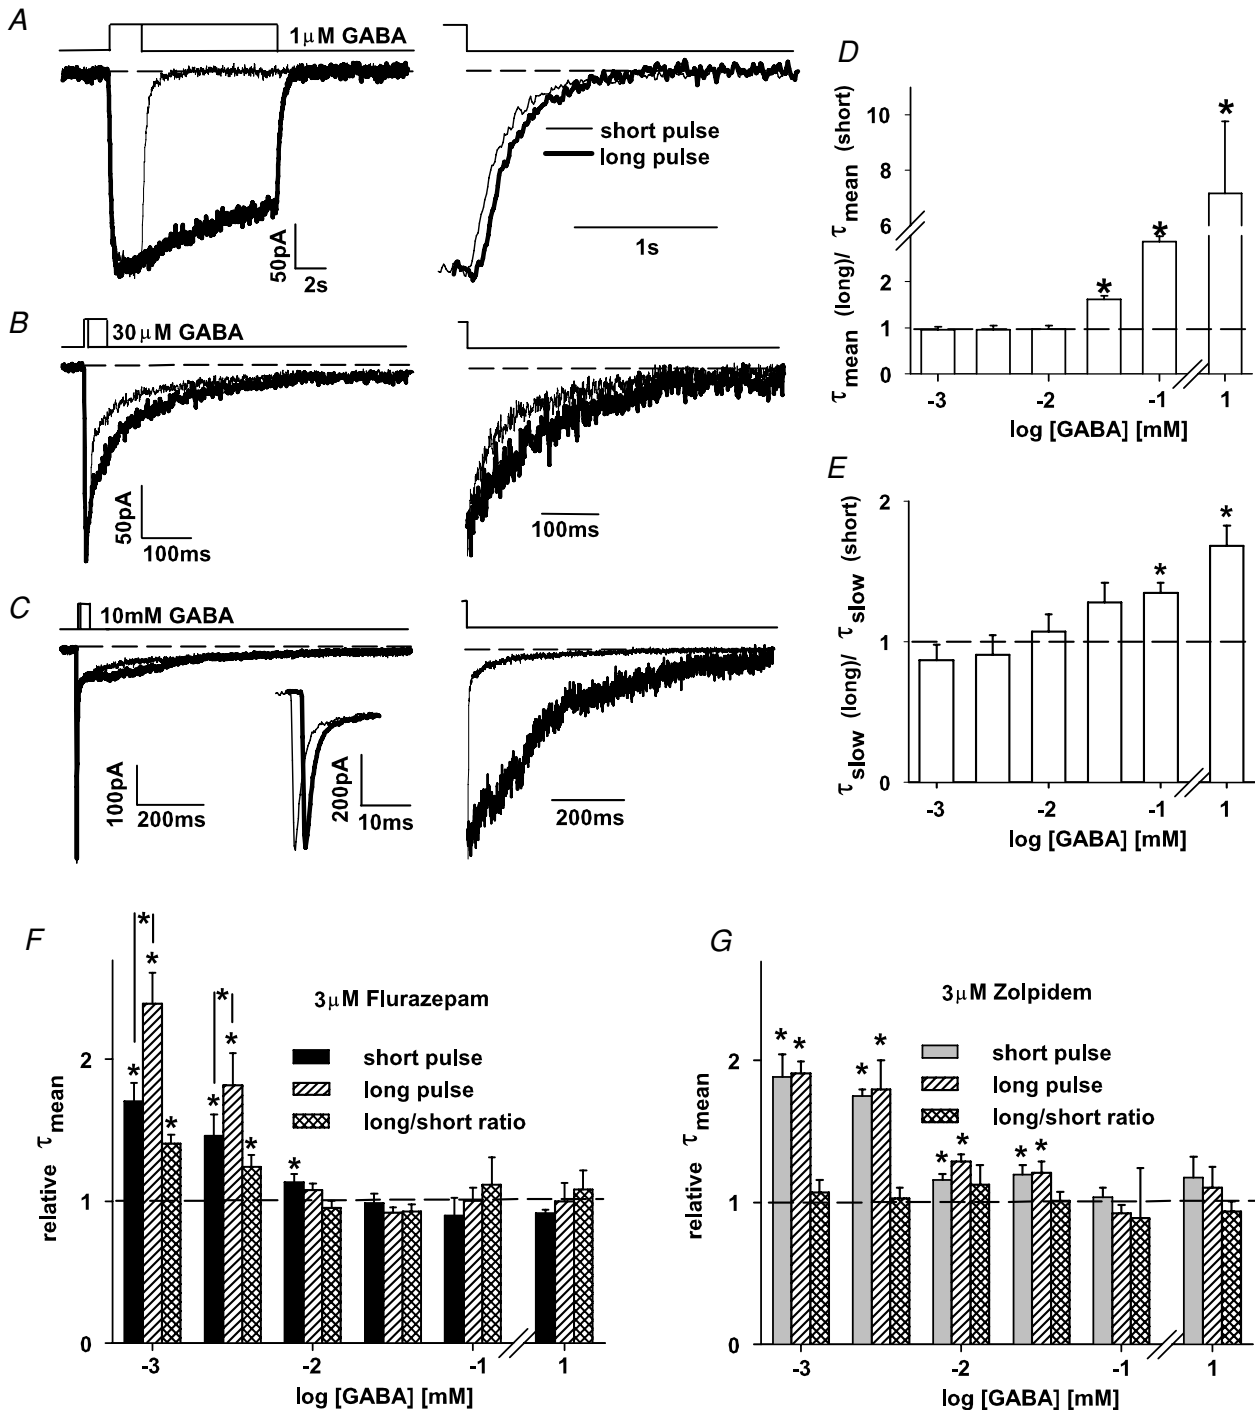 A
1μM GABA
short pulse
long pulse
50pA
2s
1s
B
30μM GABA
50pA
100ms
100ms
C
10mM GABA
100pA
200ms
200pA
10ms
200ms
D
τmean (long)/ τmean (short)
10
8
6
2
1
0
-3
-2
-1
1
log [GABA] [mM]
*
*
*
E
τslow (long)/ τslow (short)
2
1
0
-3
-2
-1
1
log [GABA] [mM]
*
*
F
3μM Flurazepam
short pulse
long pulse
long/short ratio
relative τmean
2
1
0
-3
-2
-1
1
log [GABA] [mM]
*
*
*
*
*
*
*
*
*
G
3μM Zolpidem
short pulse
long pulse
long/short ratio
relative τmean
2
1
0
-3
-2
-1
1
log [GABA] [mM]
*
*
*
*
*
*
*
*